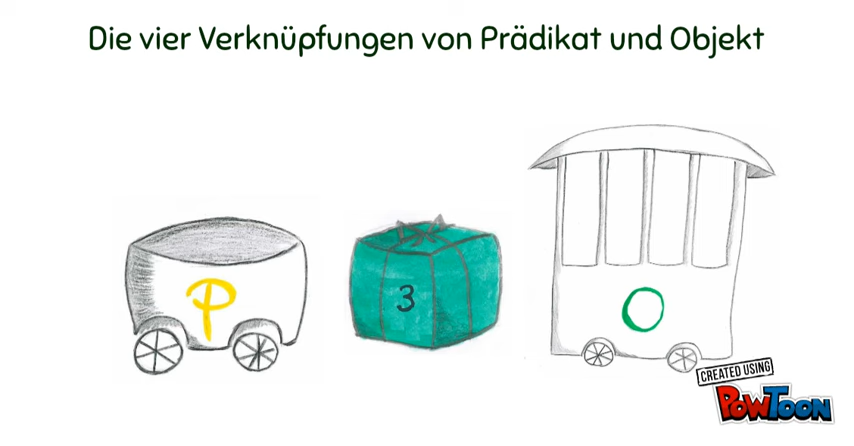 Die vier Verknüpfungen von Prädikat und Objekt
P
3
O
CREATED USING
POWTOON